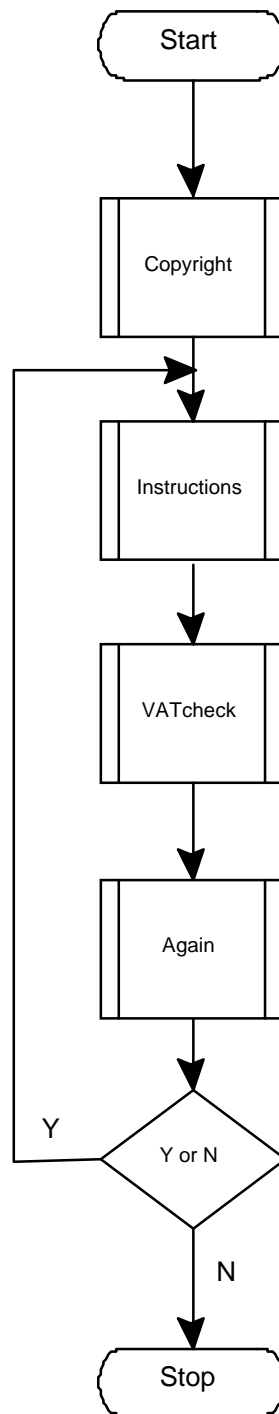 Start
Copyright
Instructions
VATcheck
Again
Y
Y or N
N
Stop